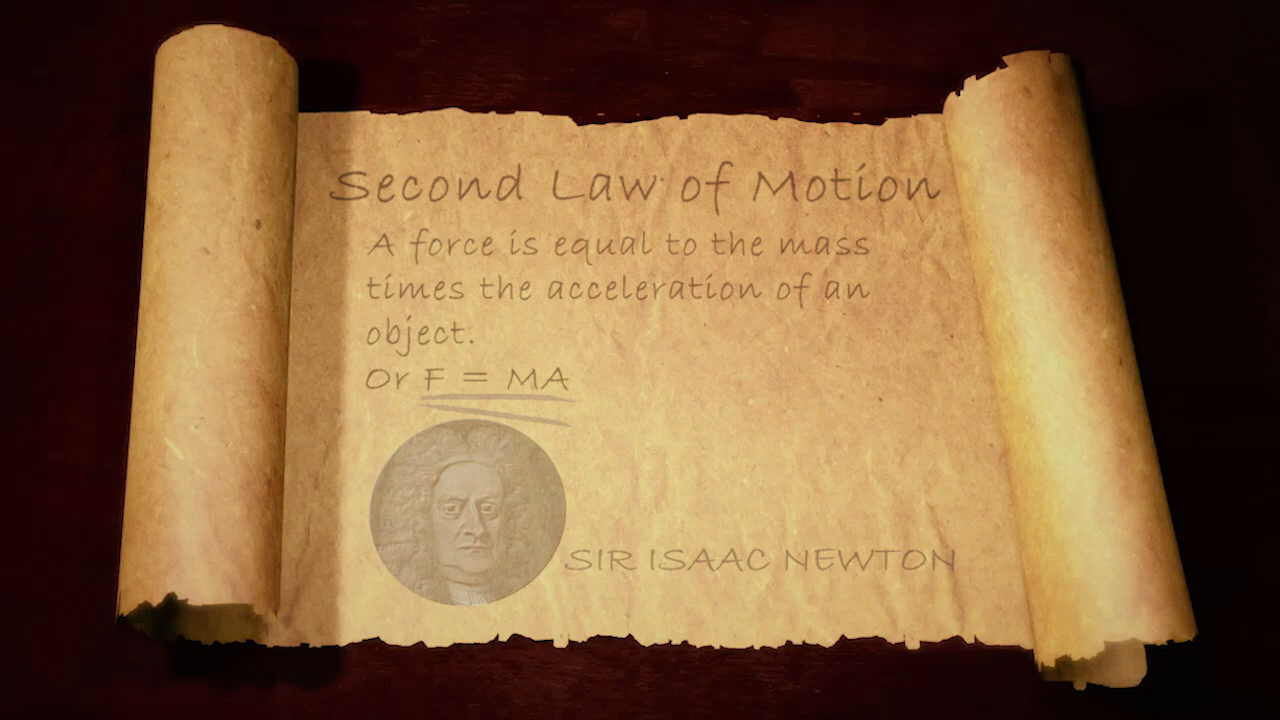 Second Law of Motion
A force is equal to the mass
times the acceleration of an
object.
Or F = MA
SIR ISAAC NEWTON